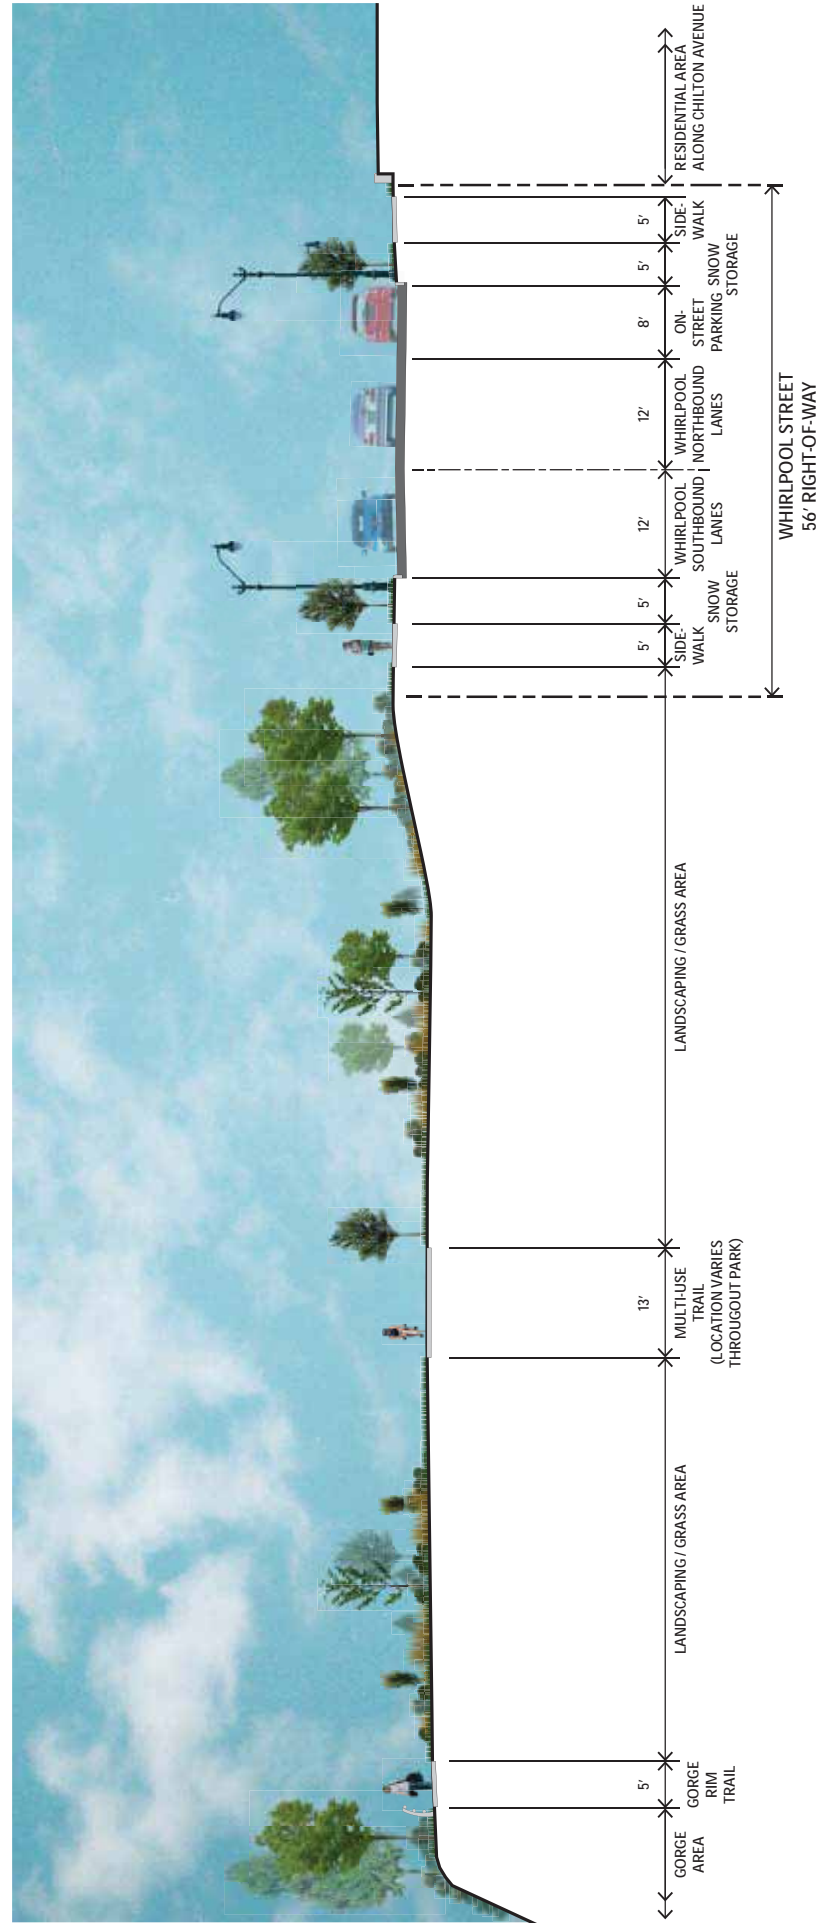 GORGE
AREA
5'
GORGE
RIM
TRAIL
LANDSCAPING / GRASS AREA
13'
MULTI-USE
TRAIL
(LOCATION VARIES
THROUGOUT PARK)
LANDSCAPING / GRASS AREA
5'
SIDE-
WALK
5'
SNOW
STORAGE
12'
WHIRLPOOL
SOUTHBOUND
LANES
12'
WHIRLPOOL
NORTHBOUND
LANES
8'
ON-
STREET
PARKING
5'
SNOW
STORAGE
5'
SIDE-
WALK
RESIDENTIAL AREA
ALONG CHILTON AVENUE
WHIRLPOOL STREET
56' RIGHT-OF-WAY